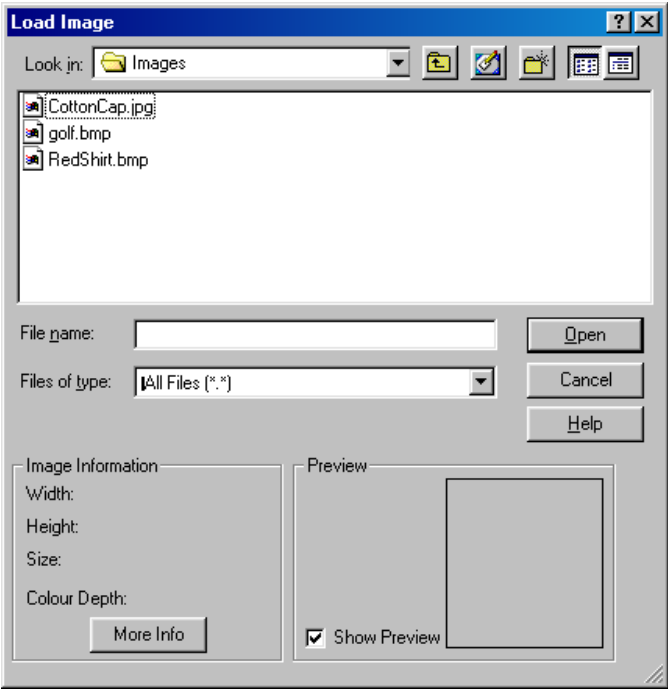 Load Image
Look in: Images
CottonCap.jpg
golf.bmp
RedShirt.bmp
File name: Open
Files of type: All Files (*.*) Cancel
Help
Image Information Preview
Width:
Height:
Size:
Colour Depth:
More Info Show Preview